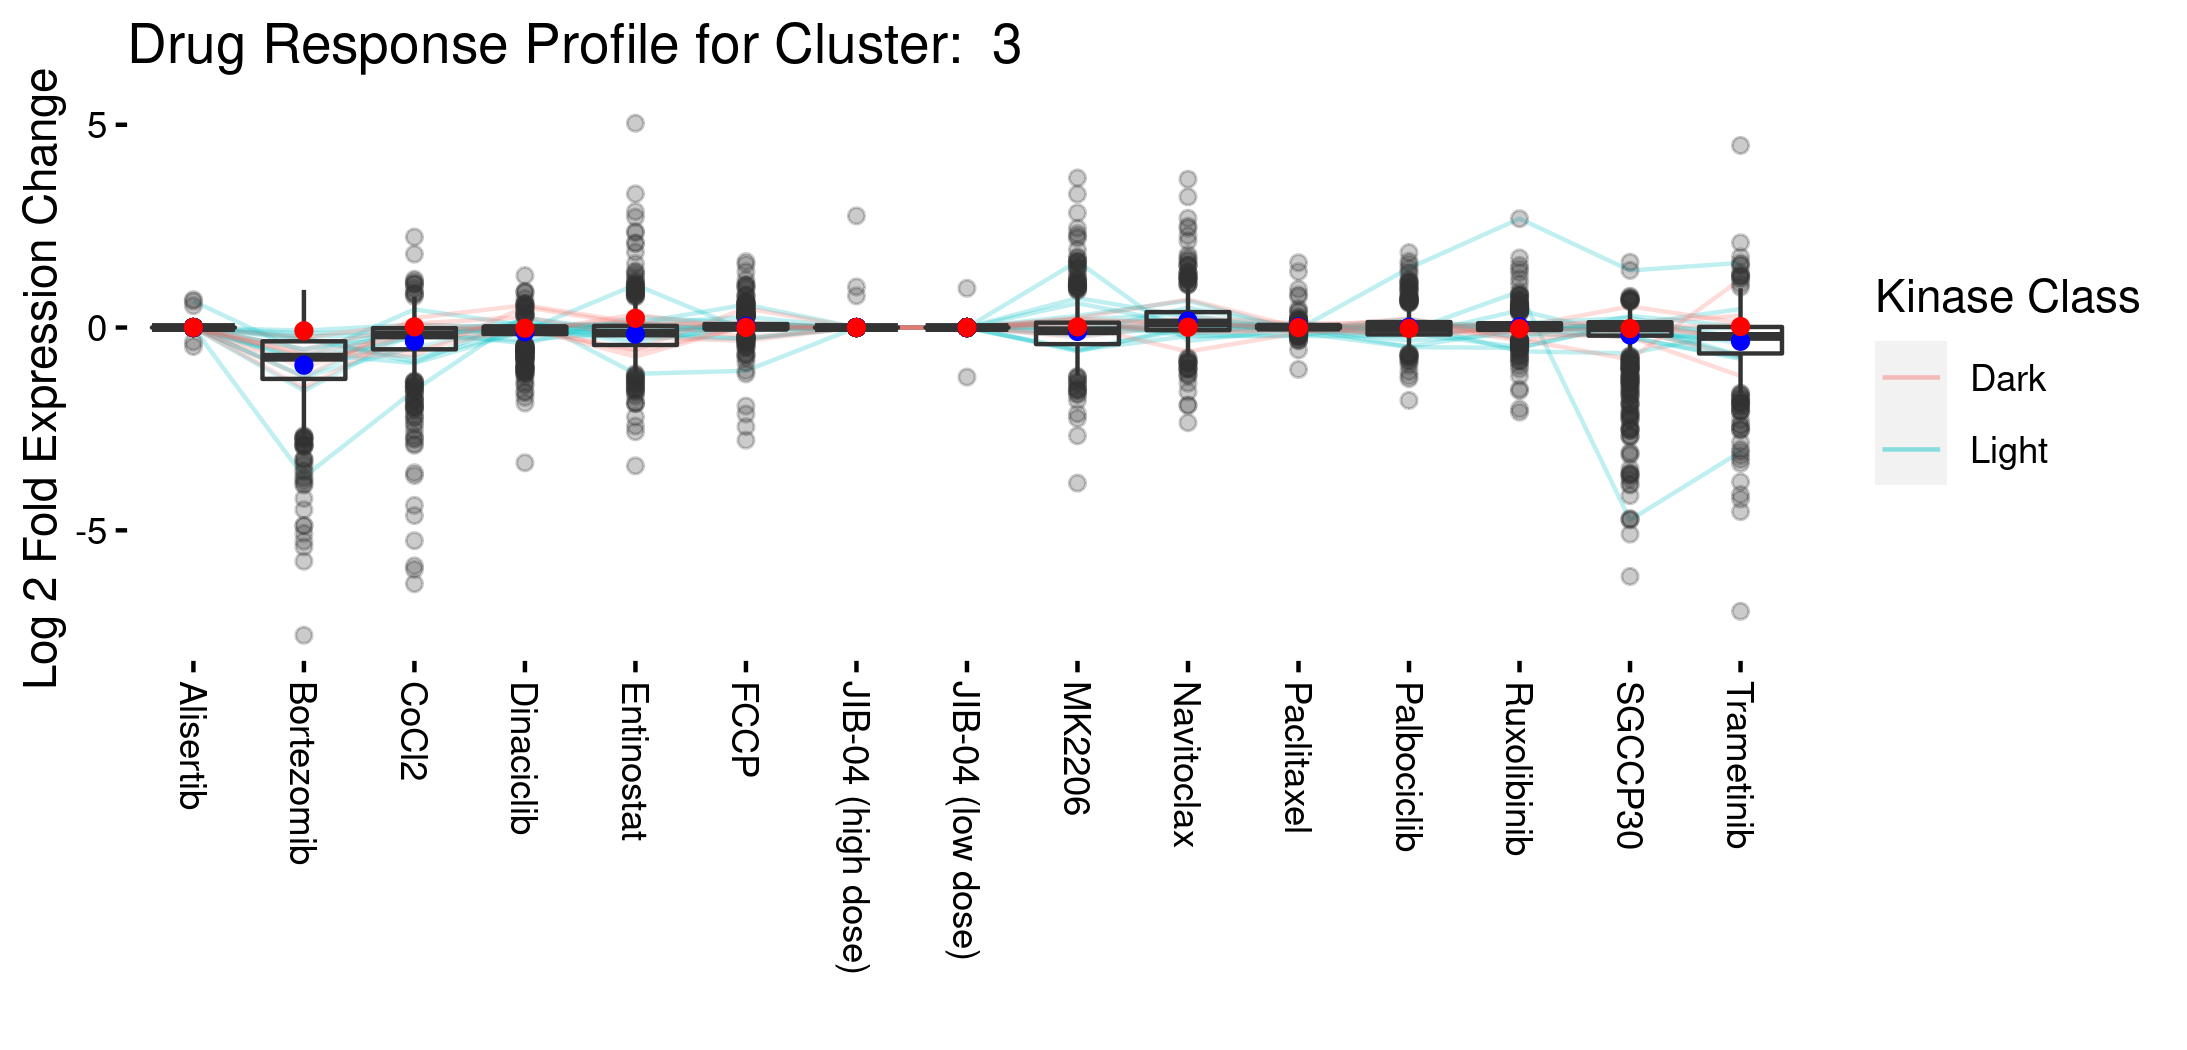 Drug Response Profile for Cluster: 3
Log 2 Fold Expression Change
5
0
-5
Alisertib
Bortezomib
CoCl2
Dinaciclib
Entinostat
FCCP
JIB-04 (high dose)
JIB-04 (low dose)
MK2206
Navitoclax
Paclitaxel
Palbociclib
Ruxolibinib
SGCCP30
Trametinib
Kinase Class
Dark
Light